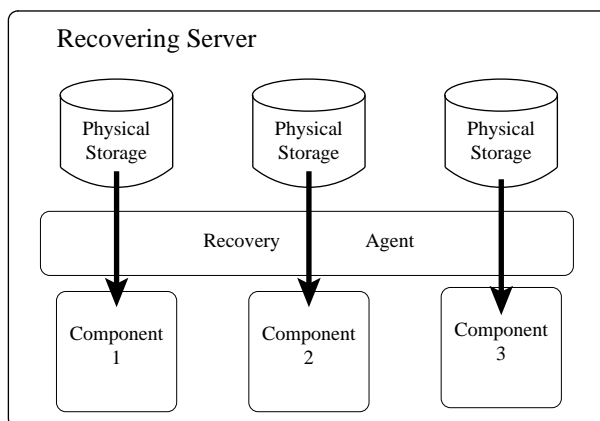 Recovering Server
Physical
Storage
Physical
Storage
Physical
Storage
Recovery Agent
Component
1
Component
2
Component
3